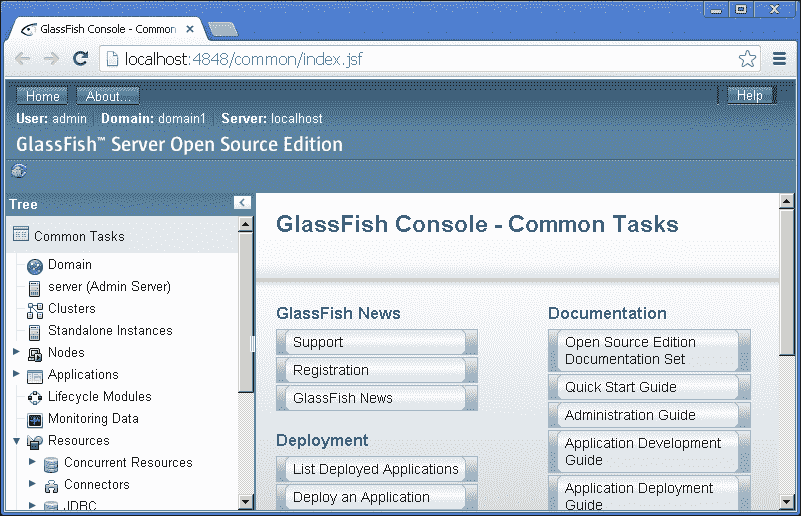 GlassFish Console - Common
localhost:4848/common/index.jsf
Home About... Help
User: admin Domain: domain1 Server: localhost
GlassFish™ Server Open Source Edition
Tree
Common Tasks
Domain
server (Admin Server)
Clusters
Standalone Instances
Nodes
Applications
Lifecycle Modules
Monitoring Data
Resources
Concurrent Resources
Connectors
JDBC
GlassFish Console - Common Tasks
GlassFish News
Support
Registration
GlassFish News
Deployment
List Deployed Applications
Deploy an Application
Documentation
Open Source Edition
Documentation Set
Quick Start Guide
Administration Guide
Application Development
Guide
Application Deployment
Guide